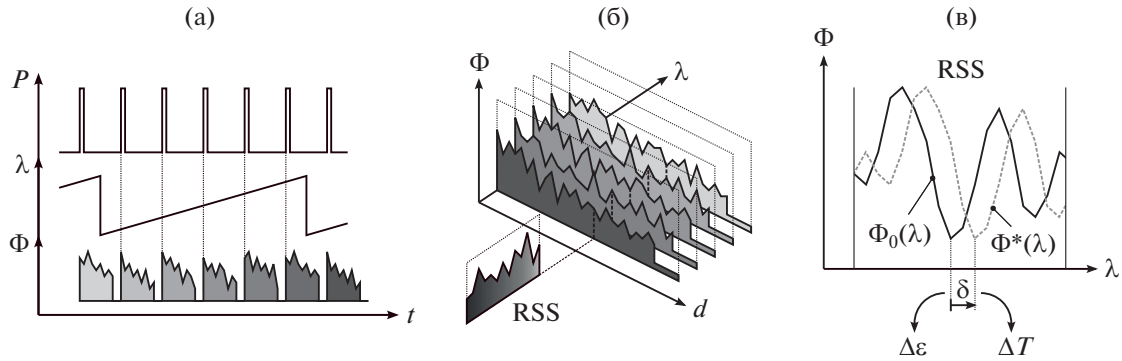 (а)
(б)
(в)
P
λ
Φ
t
Φ
λ
RSS
d
Φ
RSS
Φ0(λ)
Φ*(λ)
λ
δ
Δε
ΔT